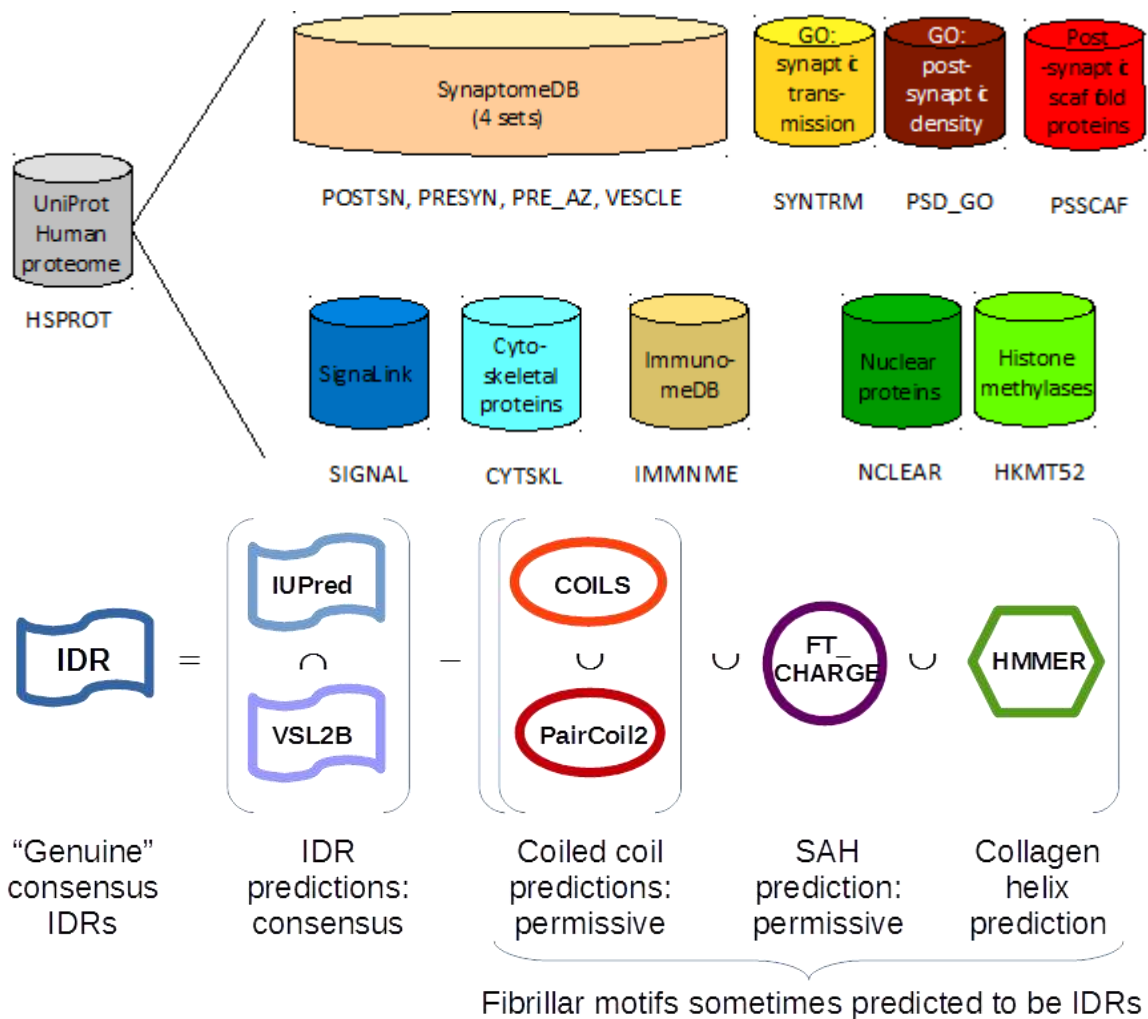 SynaptomeDB
(4 sets)
GO:
synaptic
trans-
mission
GO:
post-
synaptic
density
Post
-synaptic
scaffold
proteins
UniProt
Human
proteome
HSPROT
POSTSN, PRESYN, PRE_AZ, VESCLE
SYNTRM
PSD_GO
PSSCAF
SignaLink
Cyto-
skeletal
proteins
Immuno-
meDB
Nuclear
proteins
Histone
methylases
SIGNAL
CYTSKL
IMMNME
NCLEAR
HKMT52
IDR
=
IUPred
∩
VSL2B
−
COILS
∪
PairCoil2
∪
FT_
CHARGE
∪
HMMER
“Genuine”
consensus
IDRs
IDR
predictions:
consensus
Coiled coil
predictions:
permissive
SAH
prediction:
permissive
Collagen
helix
prediction
Fibrillar motifs sometimes predicted to be IDRs